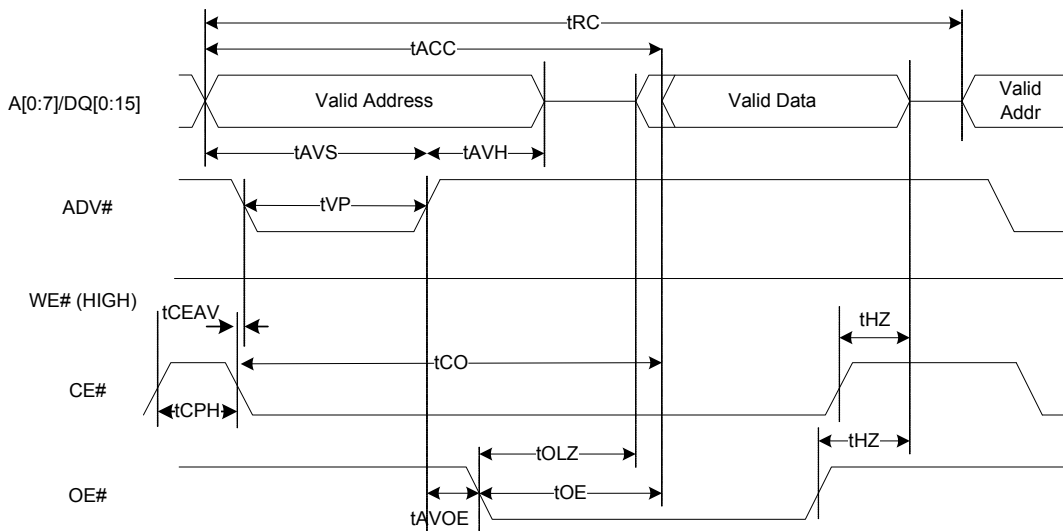 tRC
tACC
A[0:7]/DQ[0:15]
Valid Address
Valid Data
Valid
Addr
tAVS
tAVH
ADV#
tVP
WE# (HIGH)
tCEAV
tHZ
tCO
CE#
tCPH
tHZ
tOLZ
OE#
tOE
tAVOE